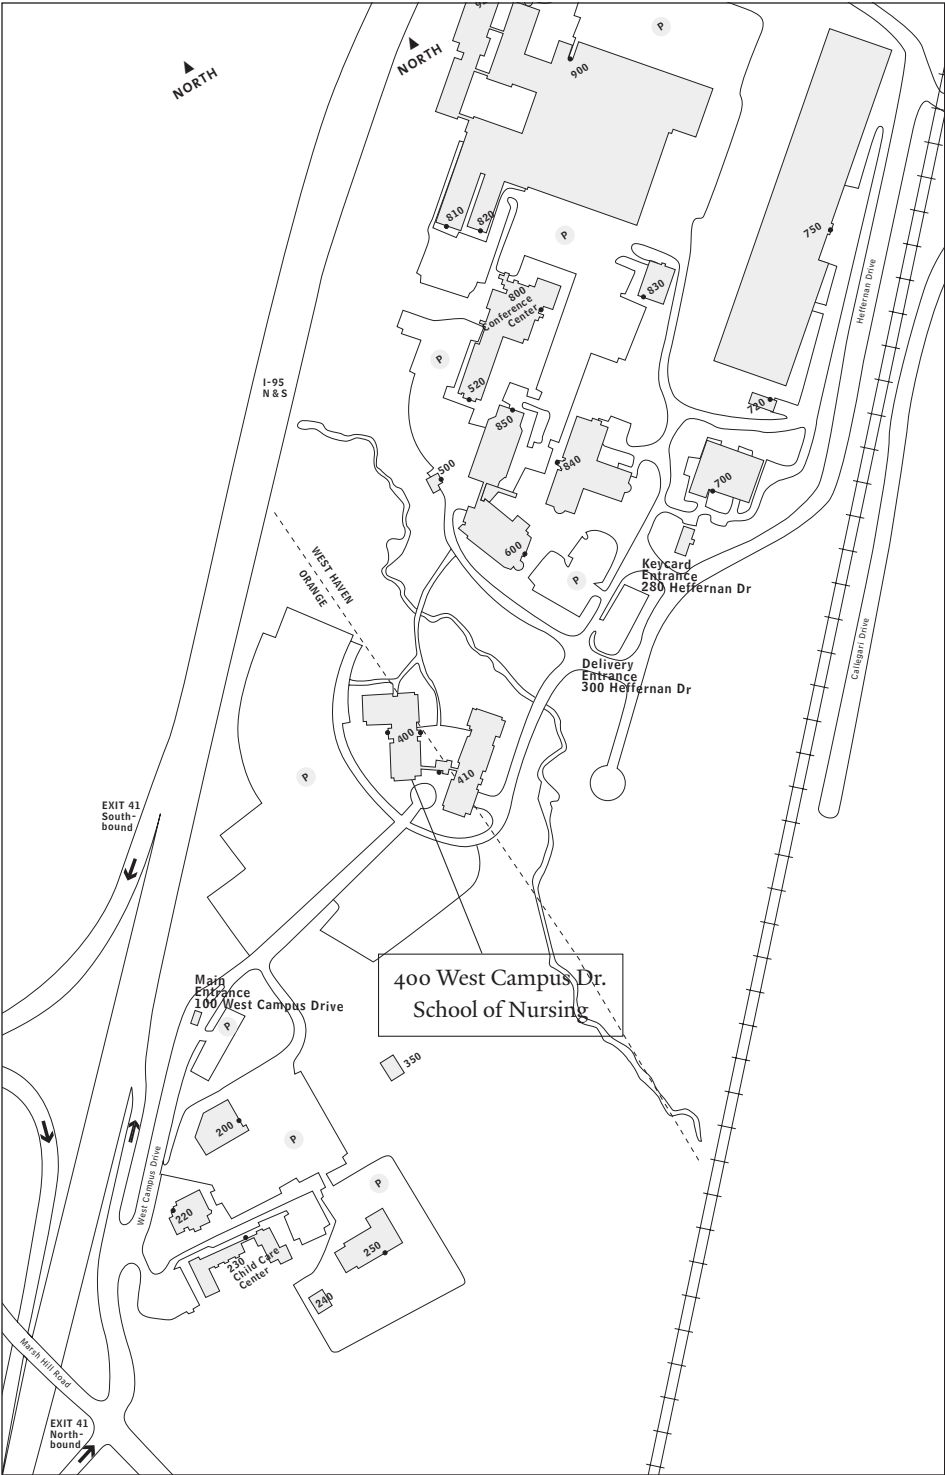 P
NORTH
NORTH
900
810
820
750
P
830
800
Conference
Center
Heffernan Drive
P
I-95
N & S
520
720
850
840
500
700
600
WEST HAVEN
ORANGE
P
Keycard
Entrance
280 Heffernan Dr
Delivery
Entrance
300 Heffernan Dr
Callegari Drive
400
410
P
EXIT 41
South-
bound
400 West Campus Dr.
School of Nursing
Main
Entrance
100 West Campus Drive
P
350
200
P
West Campus Drive
P
220
230
Child Care
Center
250
240
Marsh Hill Road
EXIT 41
North-
bound